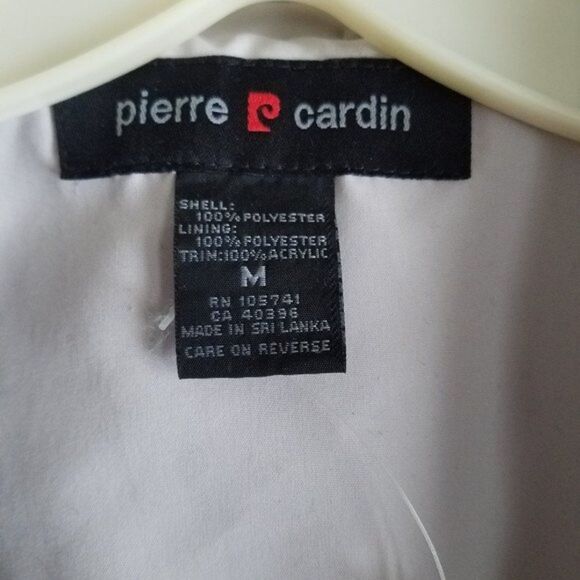 pierre cardin
SHELL:
100% POLYESTER
LINING:
100% POLYESTER
TRIM:100% ACRYLIC
M
RN 105741
CA 40396
MADE IN SRI LANKA
CARE ON REVERSE